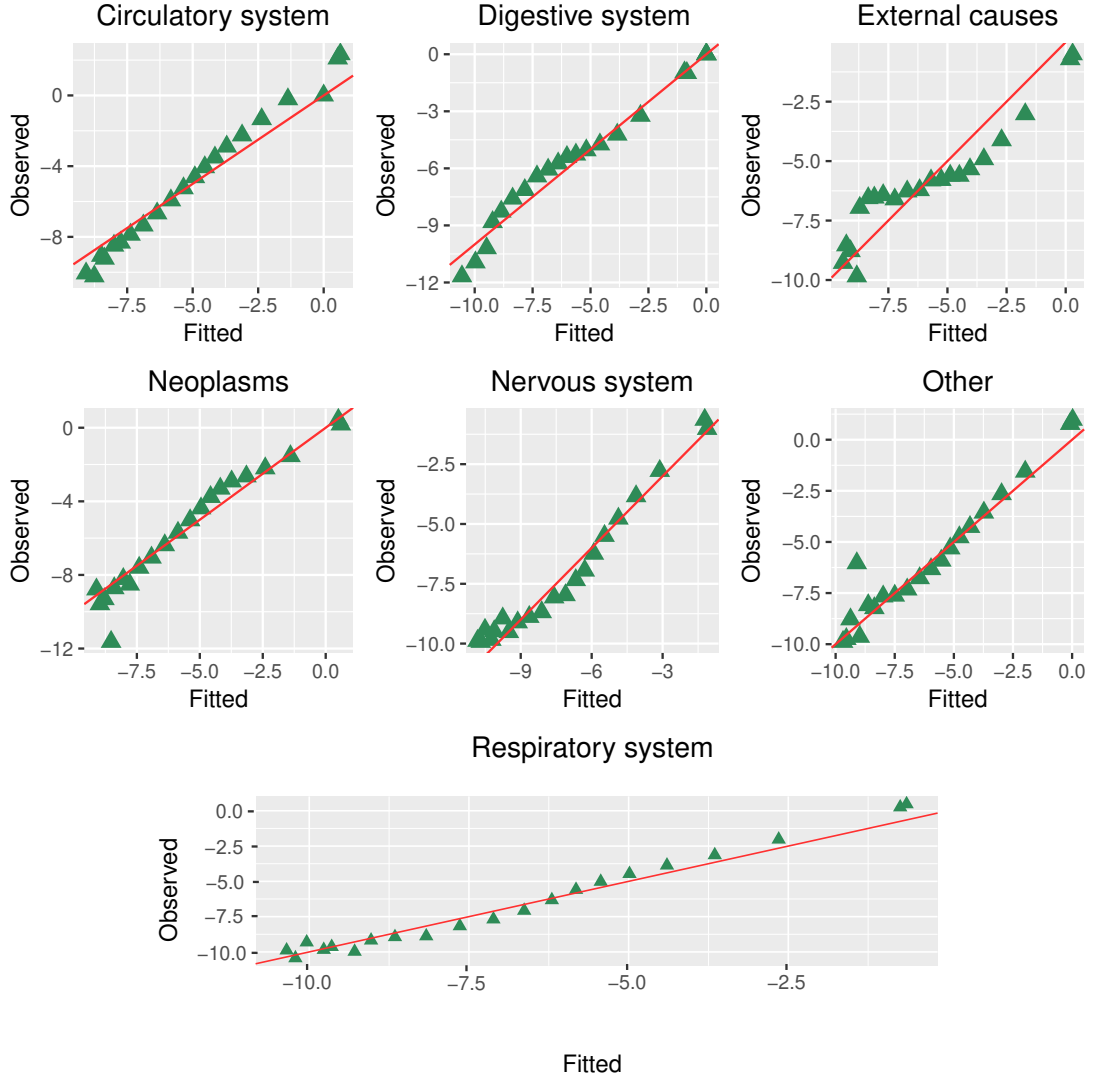 Circulatory system Digestive system External causes
Observed
0
−4
−8
−7.5 −5.0 −2.5 0.0
Fitted
Observed
0
−3
−6
−9
−12
−10.0 −7.5 −5.0 −2.5 0.0
Fitted
Observed
−2.5
−5.0
−7.5
−10.0
−7.5 −5.0 −2.5 0.0
Fitted
Neoplasms Nervous system Other
Observed
0
−4
−8
−12
−7.5 −5.0 −2.5 0.0
Fitted
Observed
−2.5
−5.0
−7.5
−10.0
−9 −6 −3
Fitted
Observed
0.0
−2.5
−5.0
−7.5
−10.0
−10.0 −7.5 −5.0 −2.5 0.0
Fitted
Respiratory system
Observed
0.0
−2.5
−5.0
−7.5
−10.0
−10.0 −7.5 −5.0 −2.5
Fitted